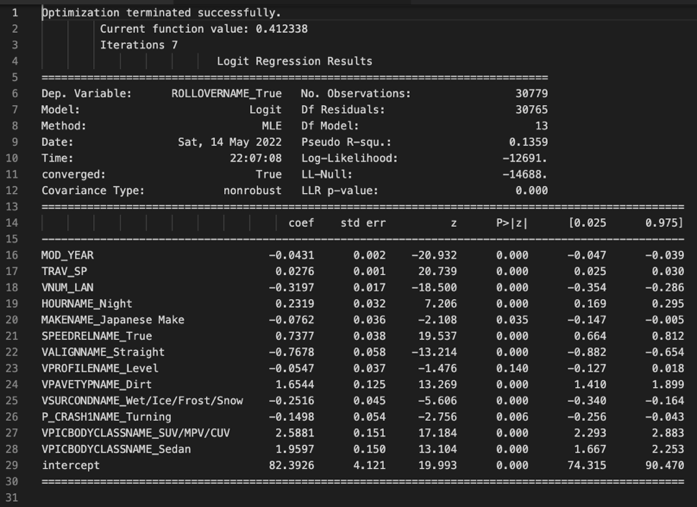 1 Optimization terminated successfully.
2 Current function value: 0.412338
3 Iterations 7
4 Logit Regression Results
5 ==============================================================================
6 Dep. Variable: ROLLOVERNAME_True No. Observations: 30779
7 Model: Logit Df Residuals: 30765
8 Method: MLE Df Model: 13
9 Date: Sat, 14 May 2022 Pseudo R-squ.: 0.1359
10 Time: 22:07:08 Log-Likelihood: -12691.
11 converged: True LL-Null: -14688.
12 Covariance Type: nonrobust LLR p-value: 0.000
13 ===================================================================================================
14 coef std err z P>|z| [0.025 0.975]
15 ---------------------------------------------------------------------------------------------------
16 MOD_YEAR -0.0431 0.002 -20.932 0.000 -0.047 -0.039
17 TRAV_SP 0.0276 0.001 20.739 0.000 0.025 0.030
18 VNUM_LAN -0.3197 0.017 -18.500 0.000 -0.354 -0.286
19 HOURNAME_Night 0.2319 0.032 7.206 0.000 0.169 0.295
20 MAKENAME_Japanese Make -0.0762 0.036 -2.108 0.035 -0.147 -0.005
21 SPEEDRELNAME_True 0.7377 0.038 19.537 0.000 0.664 0.812
22 VALIGNNAME_Straight -0.7678 0.058 -13.214 0.000 -0.882 -0.654
23 VPROFILENAME_Level -0.0547 0.037 -1.476 0.140 -0.127 0.018
24 VPAVETYPNAME_Dirt 1.6544 0.125 13.269 0.000 1.410 1.899
25 VSURCONDNAME_Wet/Ice/Frost/Snow -0.2516 0.045 -5.606 0.000 -0.340 -0.164
26 P_CRASH1NAME_Turning -0.1498 0.054 -2.756 0.006 -0.256 -0.043
27 VPICBODYCLASSNAME_SUV/MPV/CUV 2.5881 0.151 17.184 0.000 2.293 2.883
28 VPICBODYCLASSNAME_Sedan 1.9597 0.150 13.104 0.000 1.667 2.253
29 intercept 82.3926 4.121 19.993 0.000 74.315 90.470
30 ===================================================================================================
31